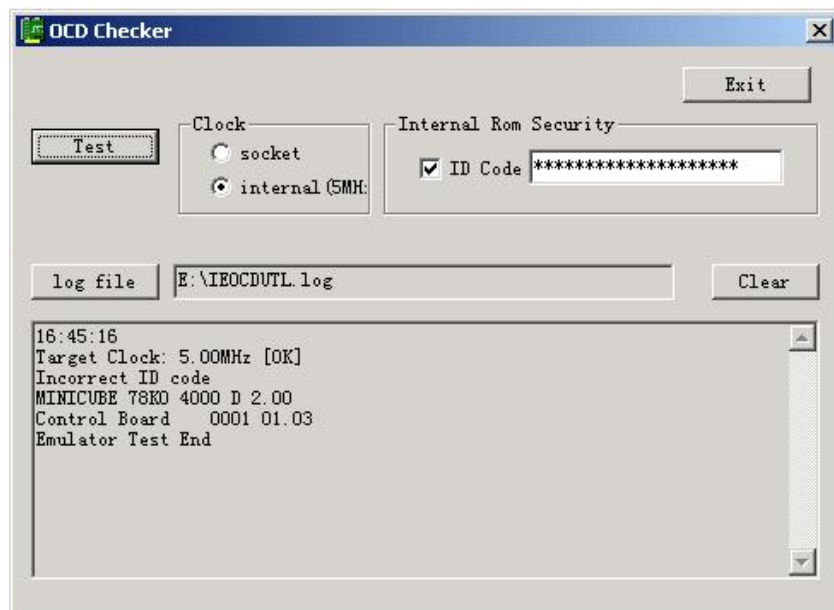 OCD Checker
Exit
Test
Clock
socket
internal(5MH:
Internal Rom Security
ID Code ********************
log file
E:\IEOCDUTL.log
Clear
16:45:16
Target Clock: 5.00MHz [OK]
Incorrect ID code
MINICUBE 78K0 4000 D 2.00
Control Board   0001 01.03
Emulator Test End